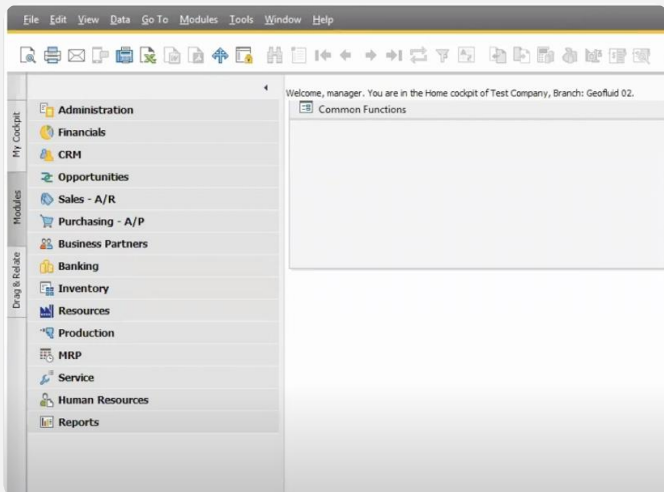 File Edit View Data Go To Modules Tools Window Help
Welcome, manager. You are in the Home cockpit of Test Company, Branch: Geofluid 02.
Common Functions
My Cockpit
Modules
Drag & Relate
Administration
Financials
CRM
Opportunities
Sales - A/R
Purchasing - A/P
Business Partners
Banking
Inventory
Resources
Production
MRP
Service
Human Resources
Reports